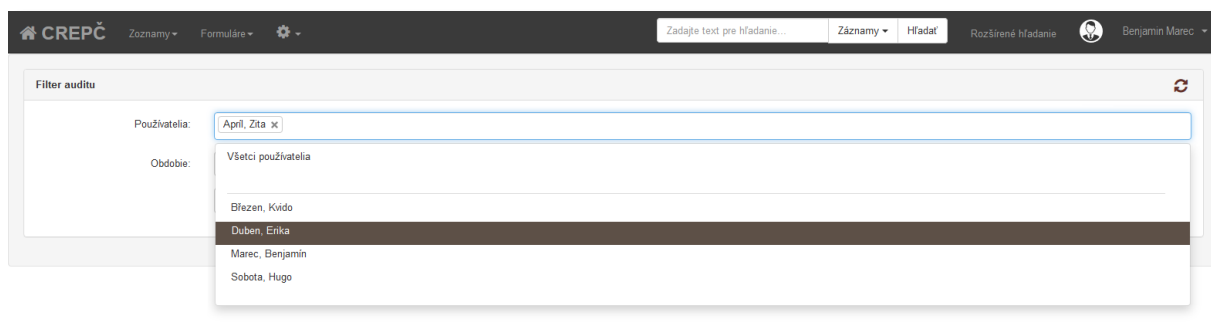 CREPČ Zoznamy Formuláre Zadajte text pre hľadanie... Záznamy Hľadať Rozšírené hľadanie Benjamin Marec
Filter auditu
Používatelia: Apríl, Zita ×
Obdobie:
Všetci používatelia
Březen, Kvido
Duben, Erika
Marec, Benjamín
Sobota, Hugo